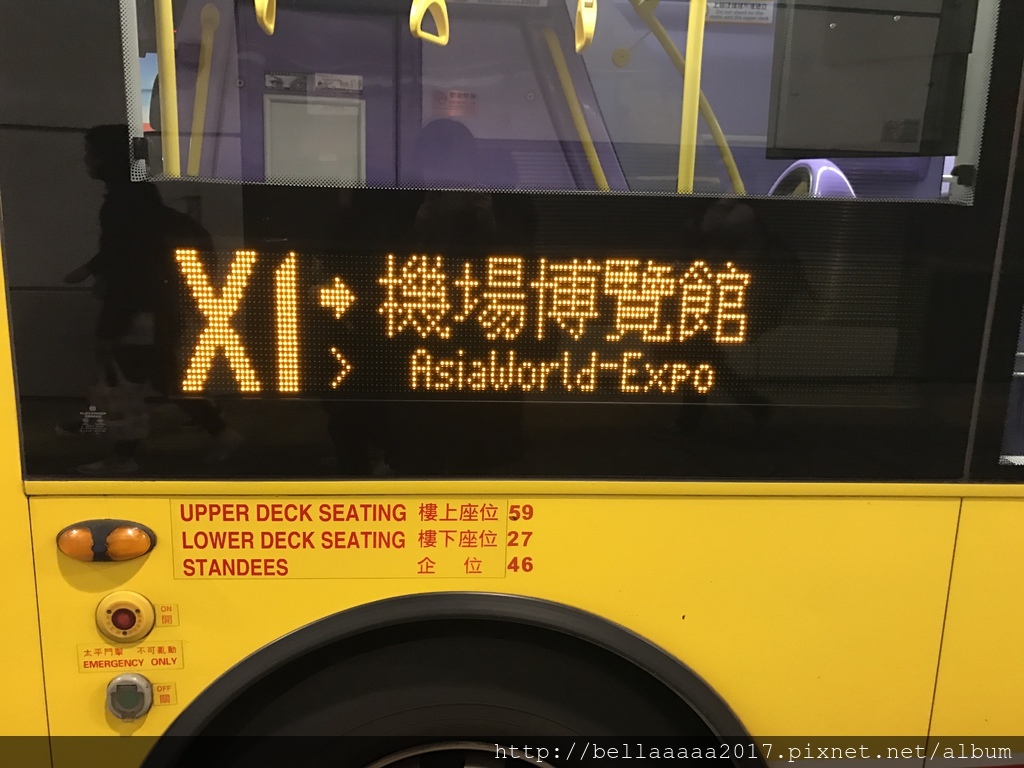 X1 → 機場博覽館
> AsiaWorld-Expo
UPPER DECK SEATING 樓上座位 59
LOWER DECK SEATING 樓下座位 27
STANDEES 企 位 46
ON
開
太平門掣 不可亂動
EMERGENCY ONLY
OFF
關
http://bellaaaaa2017.pixnet.net/album